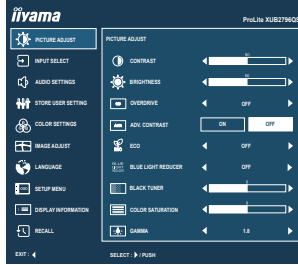 iiyama
ProLite XUB2796QS
PICTURE ADJUST
INPUT SELECT
AUDIO SETTINGS
STORE USER SETTING
COLOR SETTINGS
IMAGE ADJUST
LANGUAGE
SETUP MENU
DISPLAY INFORMATION
RECALL
EXIT :
PICTURE ADJUST
CONTRAST
BRIGHTNESS
OVERDRIVE OFF
ADV. CONTRAST ON OFF
ECO OFF
BLUE LIGHT REDUCER OFF
BLACK TUNER
COLOR SATURATION
GAMMA 1.8
SELECT : / PUSH